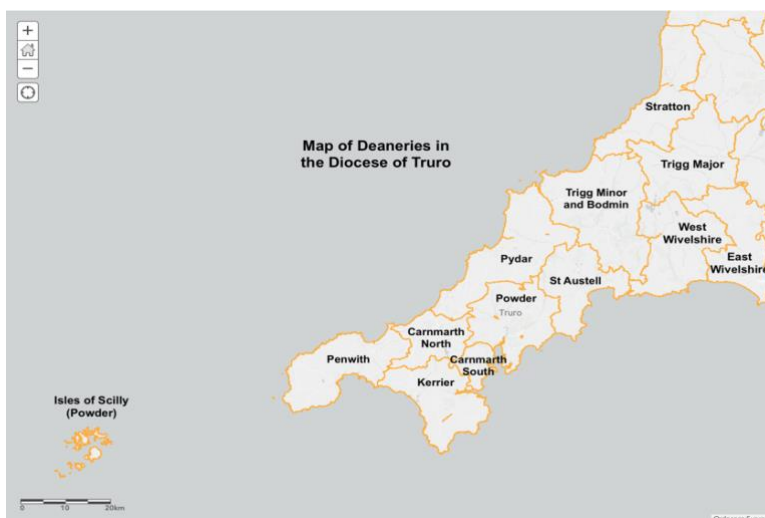 +
−
Map of Deaneries in
the Diocese of Truro
Stratton
Trigg Major
Trigg Minor
and Bodmin
West
Wivelshire
East
Wivelshire
Pydar
St Austell
Powder
Truro
Carnmarth
North
Carnmarth
South
Penwith
Kerrier
Isles of Scilly
(Powder)
0 10 20km